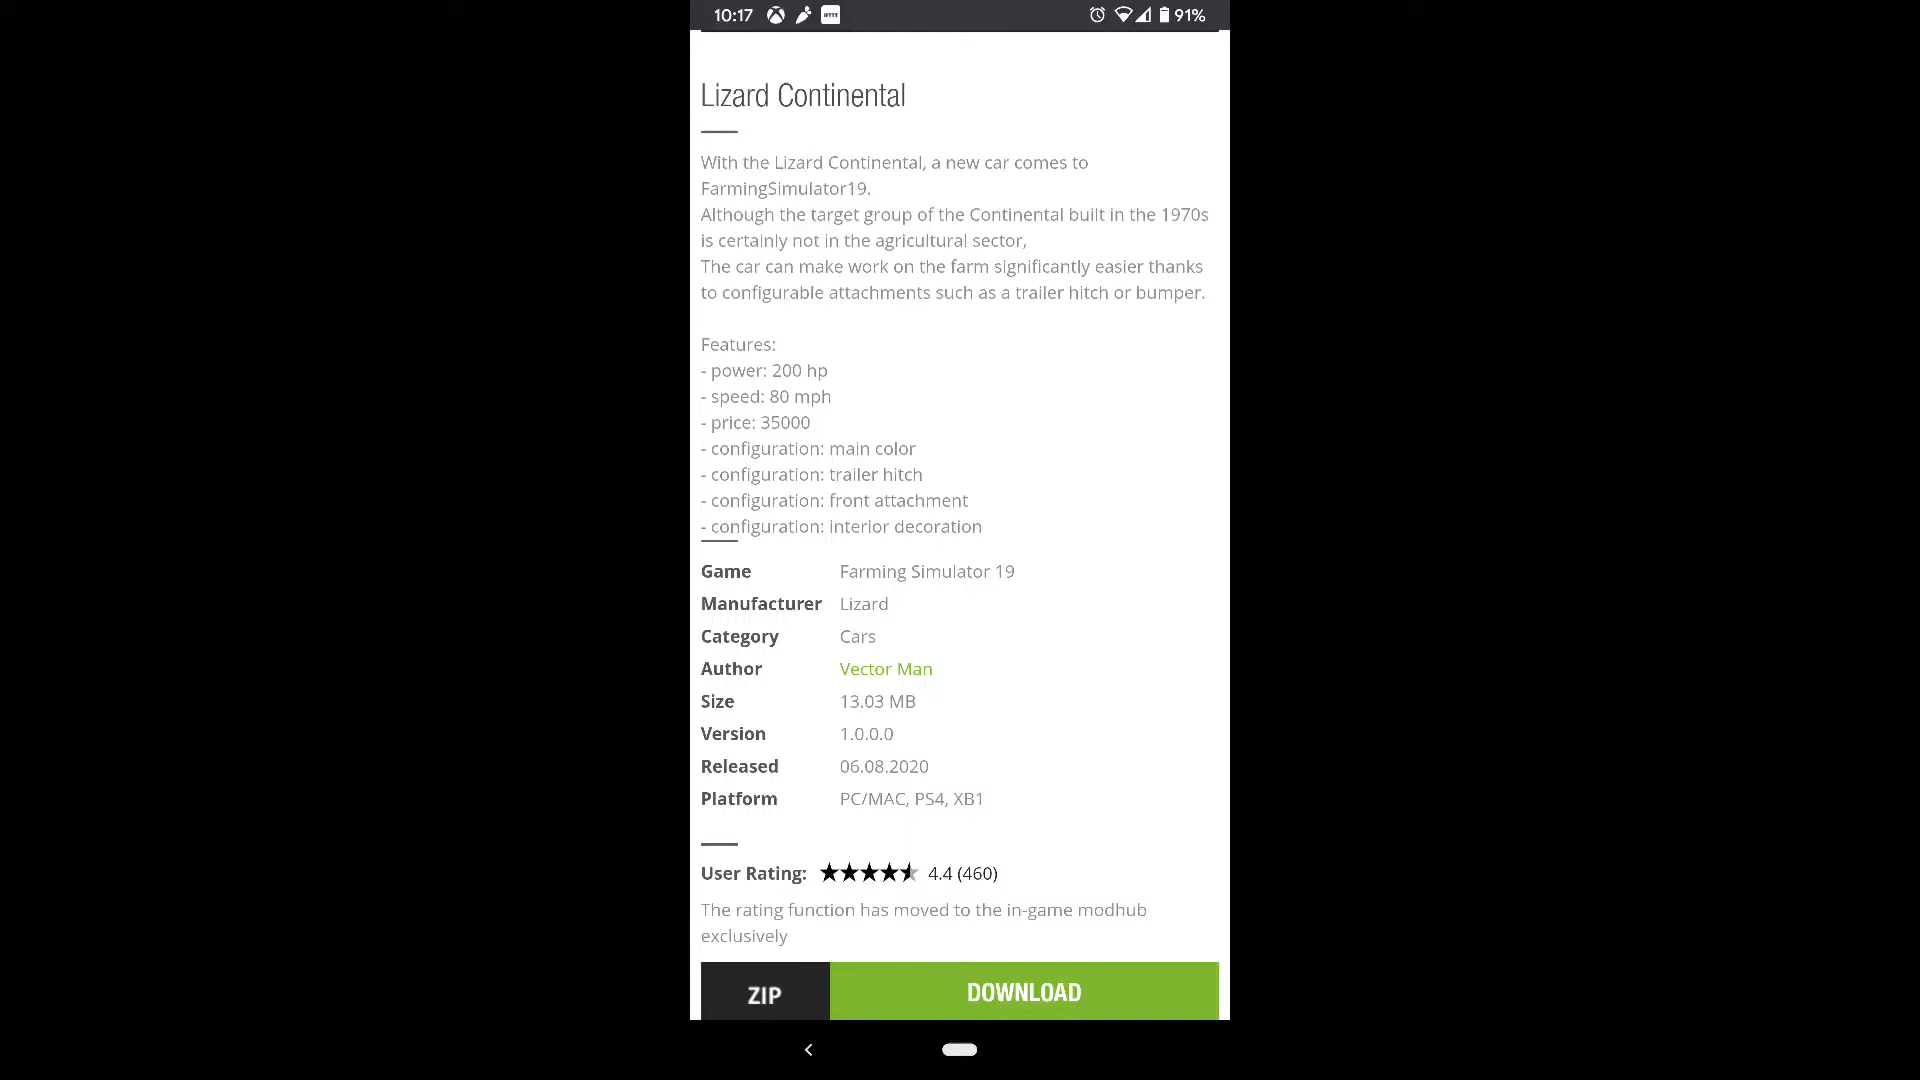 10:17 91%
Lizard Continental
With the Lizard Continental, a new car comes to
FarmingSimulator19.
Although the target group of the Continental built in the 1970s
is certainly not in the agricultural sector,
The car can make work on the farm significantly easier thanks
to configurable attachments such as a trailer hitch or bumper.
Features:
- power: 200 hp
- speed: 80 mph
- price: 35000
- configuration: main color
- configuration: trailer hitch
- configuration: front attachment
- configuration: interior decoration
Game Farming Simulator 19
Manufacturer Lizard
Category Cars
Author Vector Man
Size 13.03 MB
Version 1.0.0.0
Released 06.08.2020
Platform PC/MAC, PS4, XB1
User Rating: 4.4 (460)
The rating function has moved to the in-game modhub
exclusively
ZIP DOWNLOAD